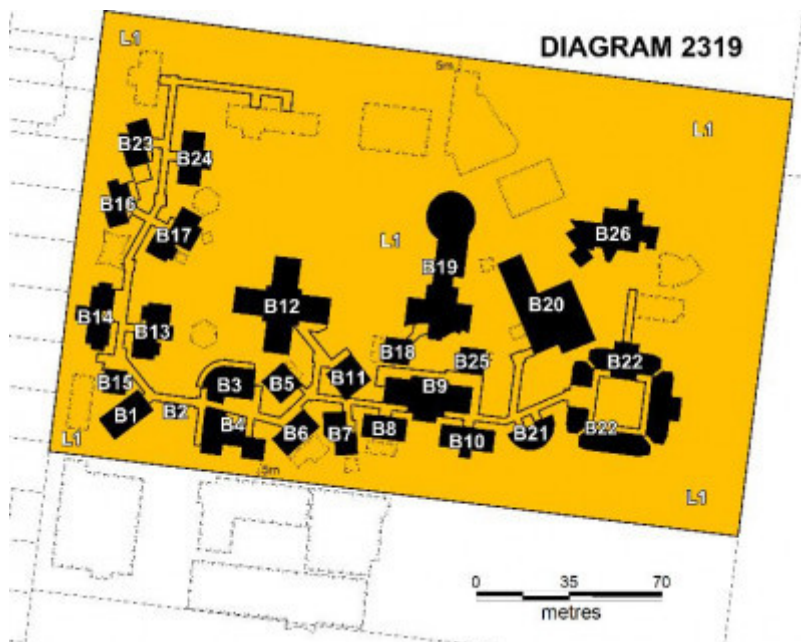 L1
DIAGRAM 2319
5m
L1
B23
B24
B16
B17
L1
B26
B19
B12
B20
B14
B13
B18
B25
B22
B15
B3
B5
B11
B9
B1
B2
B4
B6
B7
B8
B10
B21
B22
L1
5m
L1
0 35 70
metres